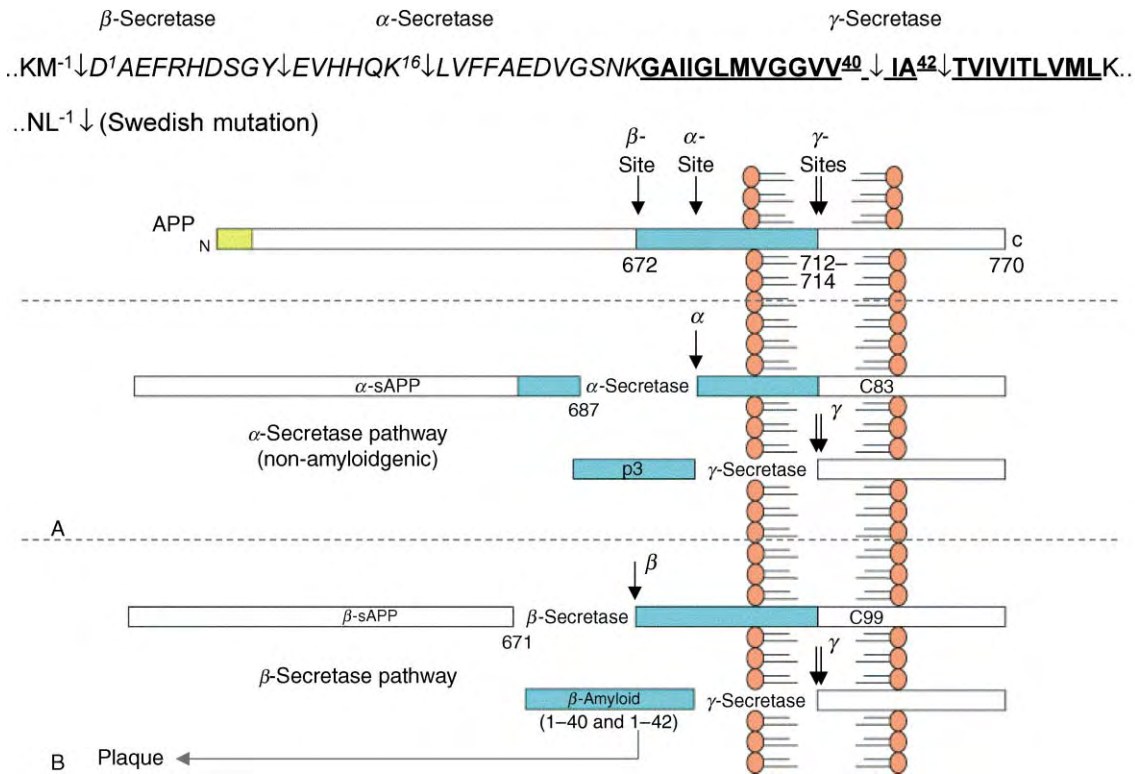 β-Secretase α-Secretase γ-Secretase
..KM-1↓D1AEFRHDSGY↓EVHHQK16↓LVFFAEDVGSNKGAIIGLMVGGVV40 ↓ IA42↓TVIVITLVMLK..
..NL-1 ↓ (Swedish mutation)
β-
Site
α-
Site
γ-
Sites
APP
N
C
672
712–
714
770
α
α-sAPP
α-Secretase
C83
687
γ
α-Secretase pathway
(non-amyloidgenic)
p3
γ-Secretase
A
β
β-sAPP
β-Secretase
C99
671
γ
β-Secretase pathway
β-Amyloid
γ-Secretase
(1–40 and 1–42)
B
Plaque